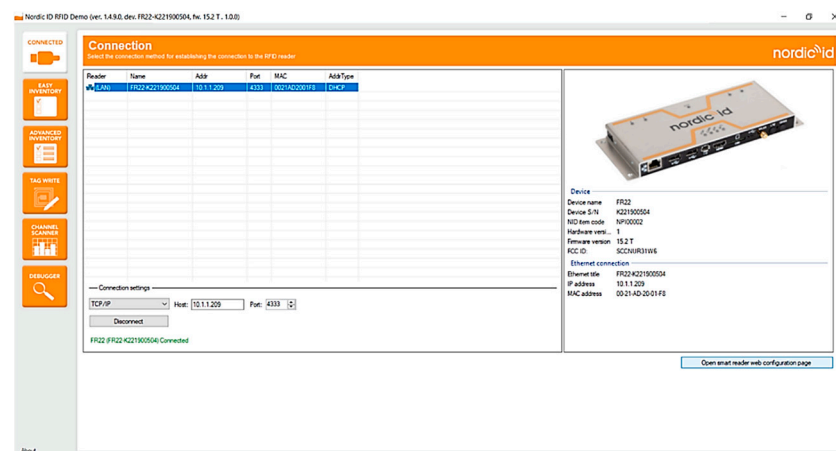 Nordic ID RFID Demo (ver. 1.4.9.0, dev. FR22-K221900504, fw. 15.2 T . 1.0.0)
CONNECTED
Connection
Select the connection method for establishing the connection to the RFID reader
nordic id
Reader Name Addr Port MAC AddrType
(LAN) FR22-K221900504 10.1.1.209 4333 0021AD2001F8 DHCP
EASY
INVENTORY
ADVANCED
INVENTORY
TAG WRITE
CHANNEL
SCANNER
DEBUGGER
nordic id
Device
Device name FR22
Device S/N K221900504
NID item code NPI00002
Hardware versi... 1
Firmware version 15.2 T
FCC ID: SCCNUR31W6
Ethernet connection
Ethernet title FR22-K221900504
IP address 10.1.1.209
MAC address 00-21-AD-20-01-F8
Connection settings
TCP/IP Host: 10.1.1.209 Port: 4333
Disconnect
FR22 (FR22-K221900504) Connected
Open smart reader web configuration page